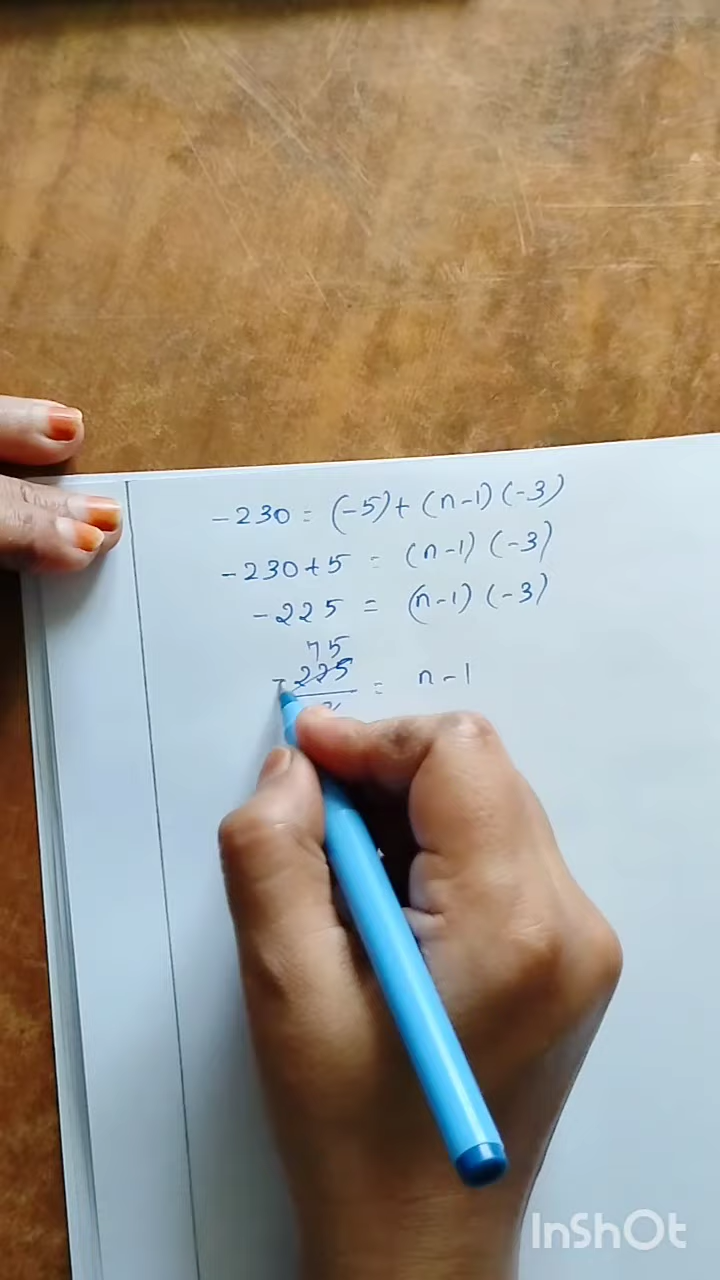 -230 = (-5) + (n-1) (-3)
-230+5 = (n-1) (-3)
-225 = (n-1) (-3)
75
-225 = n-1
InShOt